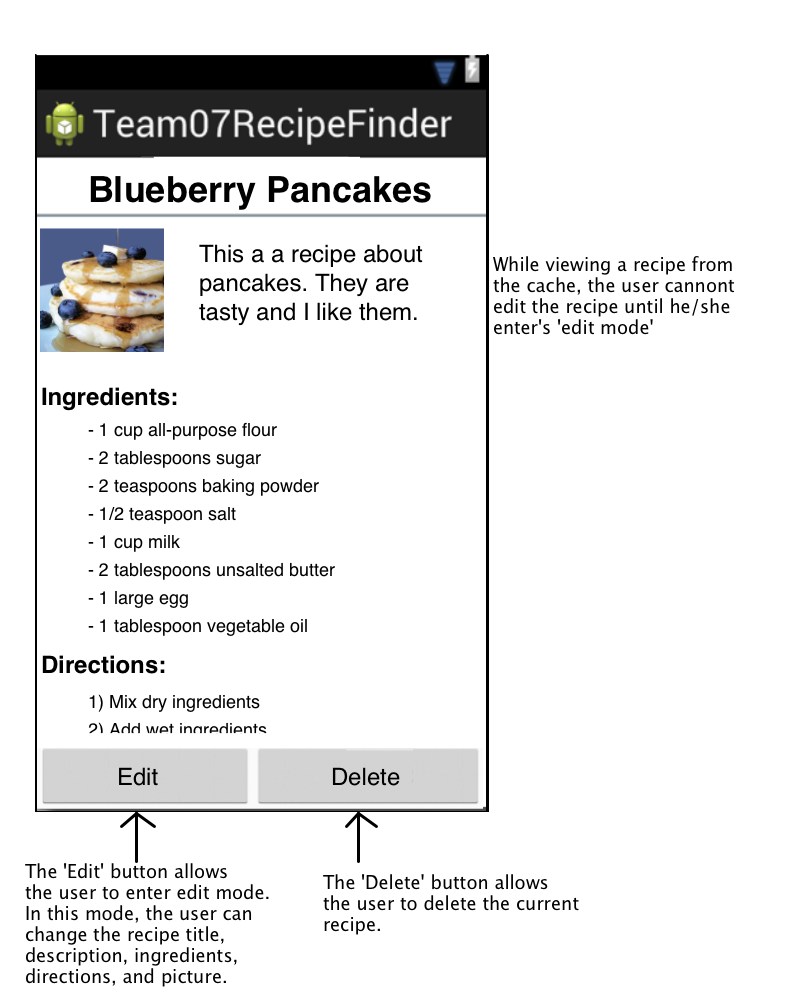 Team07RecipeFinder
Blueberry Pancakes
This a a recipe about
pancakes. They are
tasty and I like them.
While viewing a recipe from
the cache, the user cannont
edit the recipe until he/she
enter's 'edit mode'
Ingredients:
- 1 cup all-purpose flour
- 2 tablespoons sugar
- 2 teaspoons baking powder
- 1/2 teaspoon salt
- 1 cup milk
- 2 tablespoons unsalted butter
- 1 large egg
- 1 tablespoon vegetable oil
Directions:
1) Mix dry ingredients
2) Add wet ingredients
Edit
Delete
The 'Edit' button allows
the user to enter edit mode.
In this mode, the user can
change the recipe title,
description, ingredients,
directions, and picture.
The 'Delete' button allows
the user to delete the current
recipe.